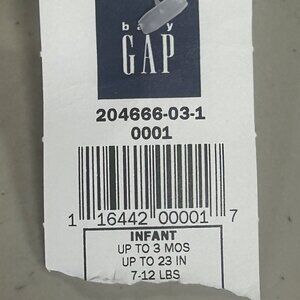 baby
GAP
204666-03-1
0001
1 16442 00001 7
INFANT
UP TO 3 MOS
UP TO 23 IN
7-12 LBS